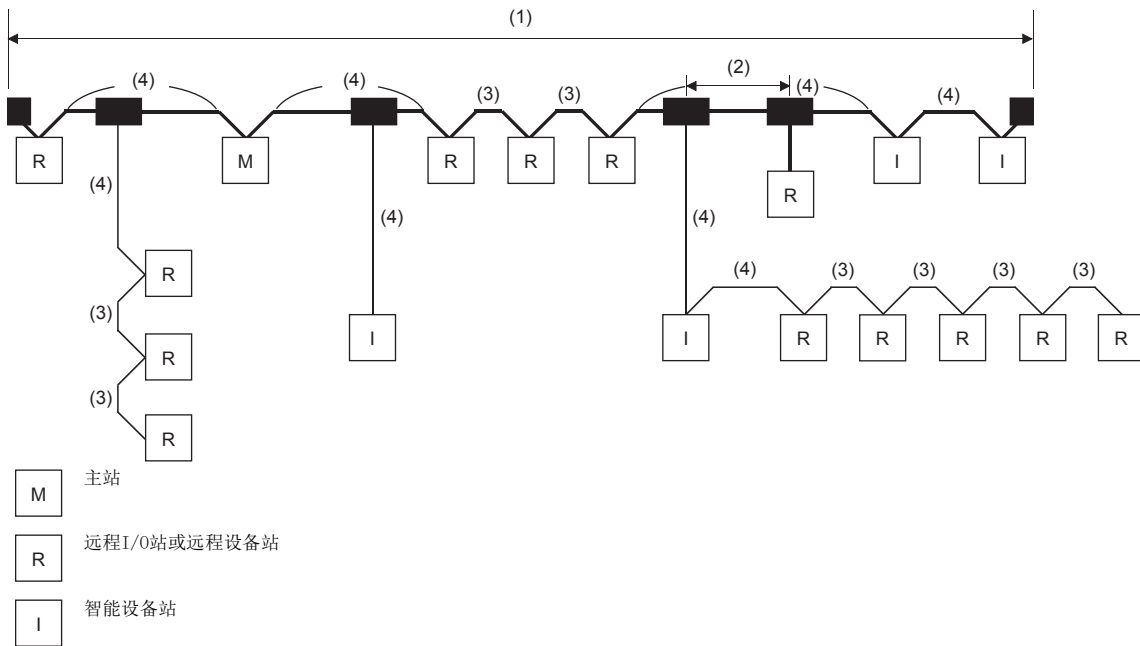 (1)
(2)
(4) (4) (3) (3) (4) (4)
R M R R R I I
R
(4) (4) (4)
R
(4) (3) (3) (3) (3)
(3)
I I R R R R R
R
(3)
R
M 主站
R 远程I/O站或远程设备站
I 智能设备站